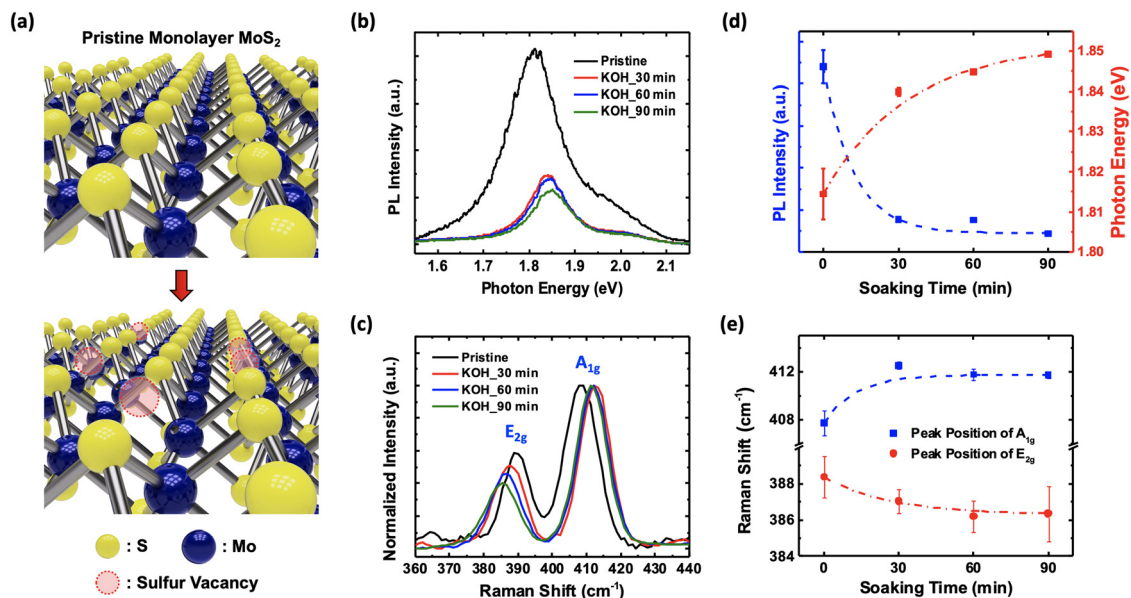 (a)
Pristine Monolayer MoS₂
: S
: Mo
: Sulfur Vacancy
(b)
PL Intensity (a.u.)
Pristine
KOH_30 min
KOH_60 min
KOH_90 min
1.6 1.7 1.8 1.9 2.0 2.1
Photon Energy (eV)
(c)
Normalized Intensity (a.u.)
Pristine
KOH_30 min
KOH_60 min
KOH_90 min
E₂g
A₁g
360 370 380 390 400 410 420 430 440
Raman Shift (cm⁻¹)
(d)
PL Intensity (a.u.)
1.85
1.84
1.83
1.82
1.81
1.80
Photon Energy (eV)
0 30 60 90
Soaking Time (min)
(e)
Raman Shift (cm⁻¹)
412
408
388
386
384
Peak Position of A₁g
Peak Position of E₂g
0 30 60 90
Soaking Time (min)